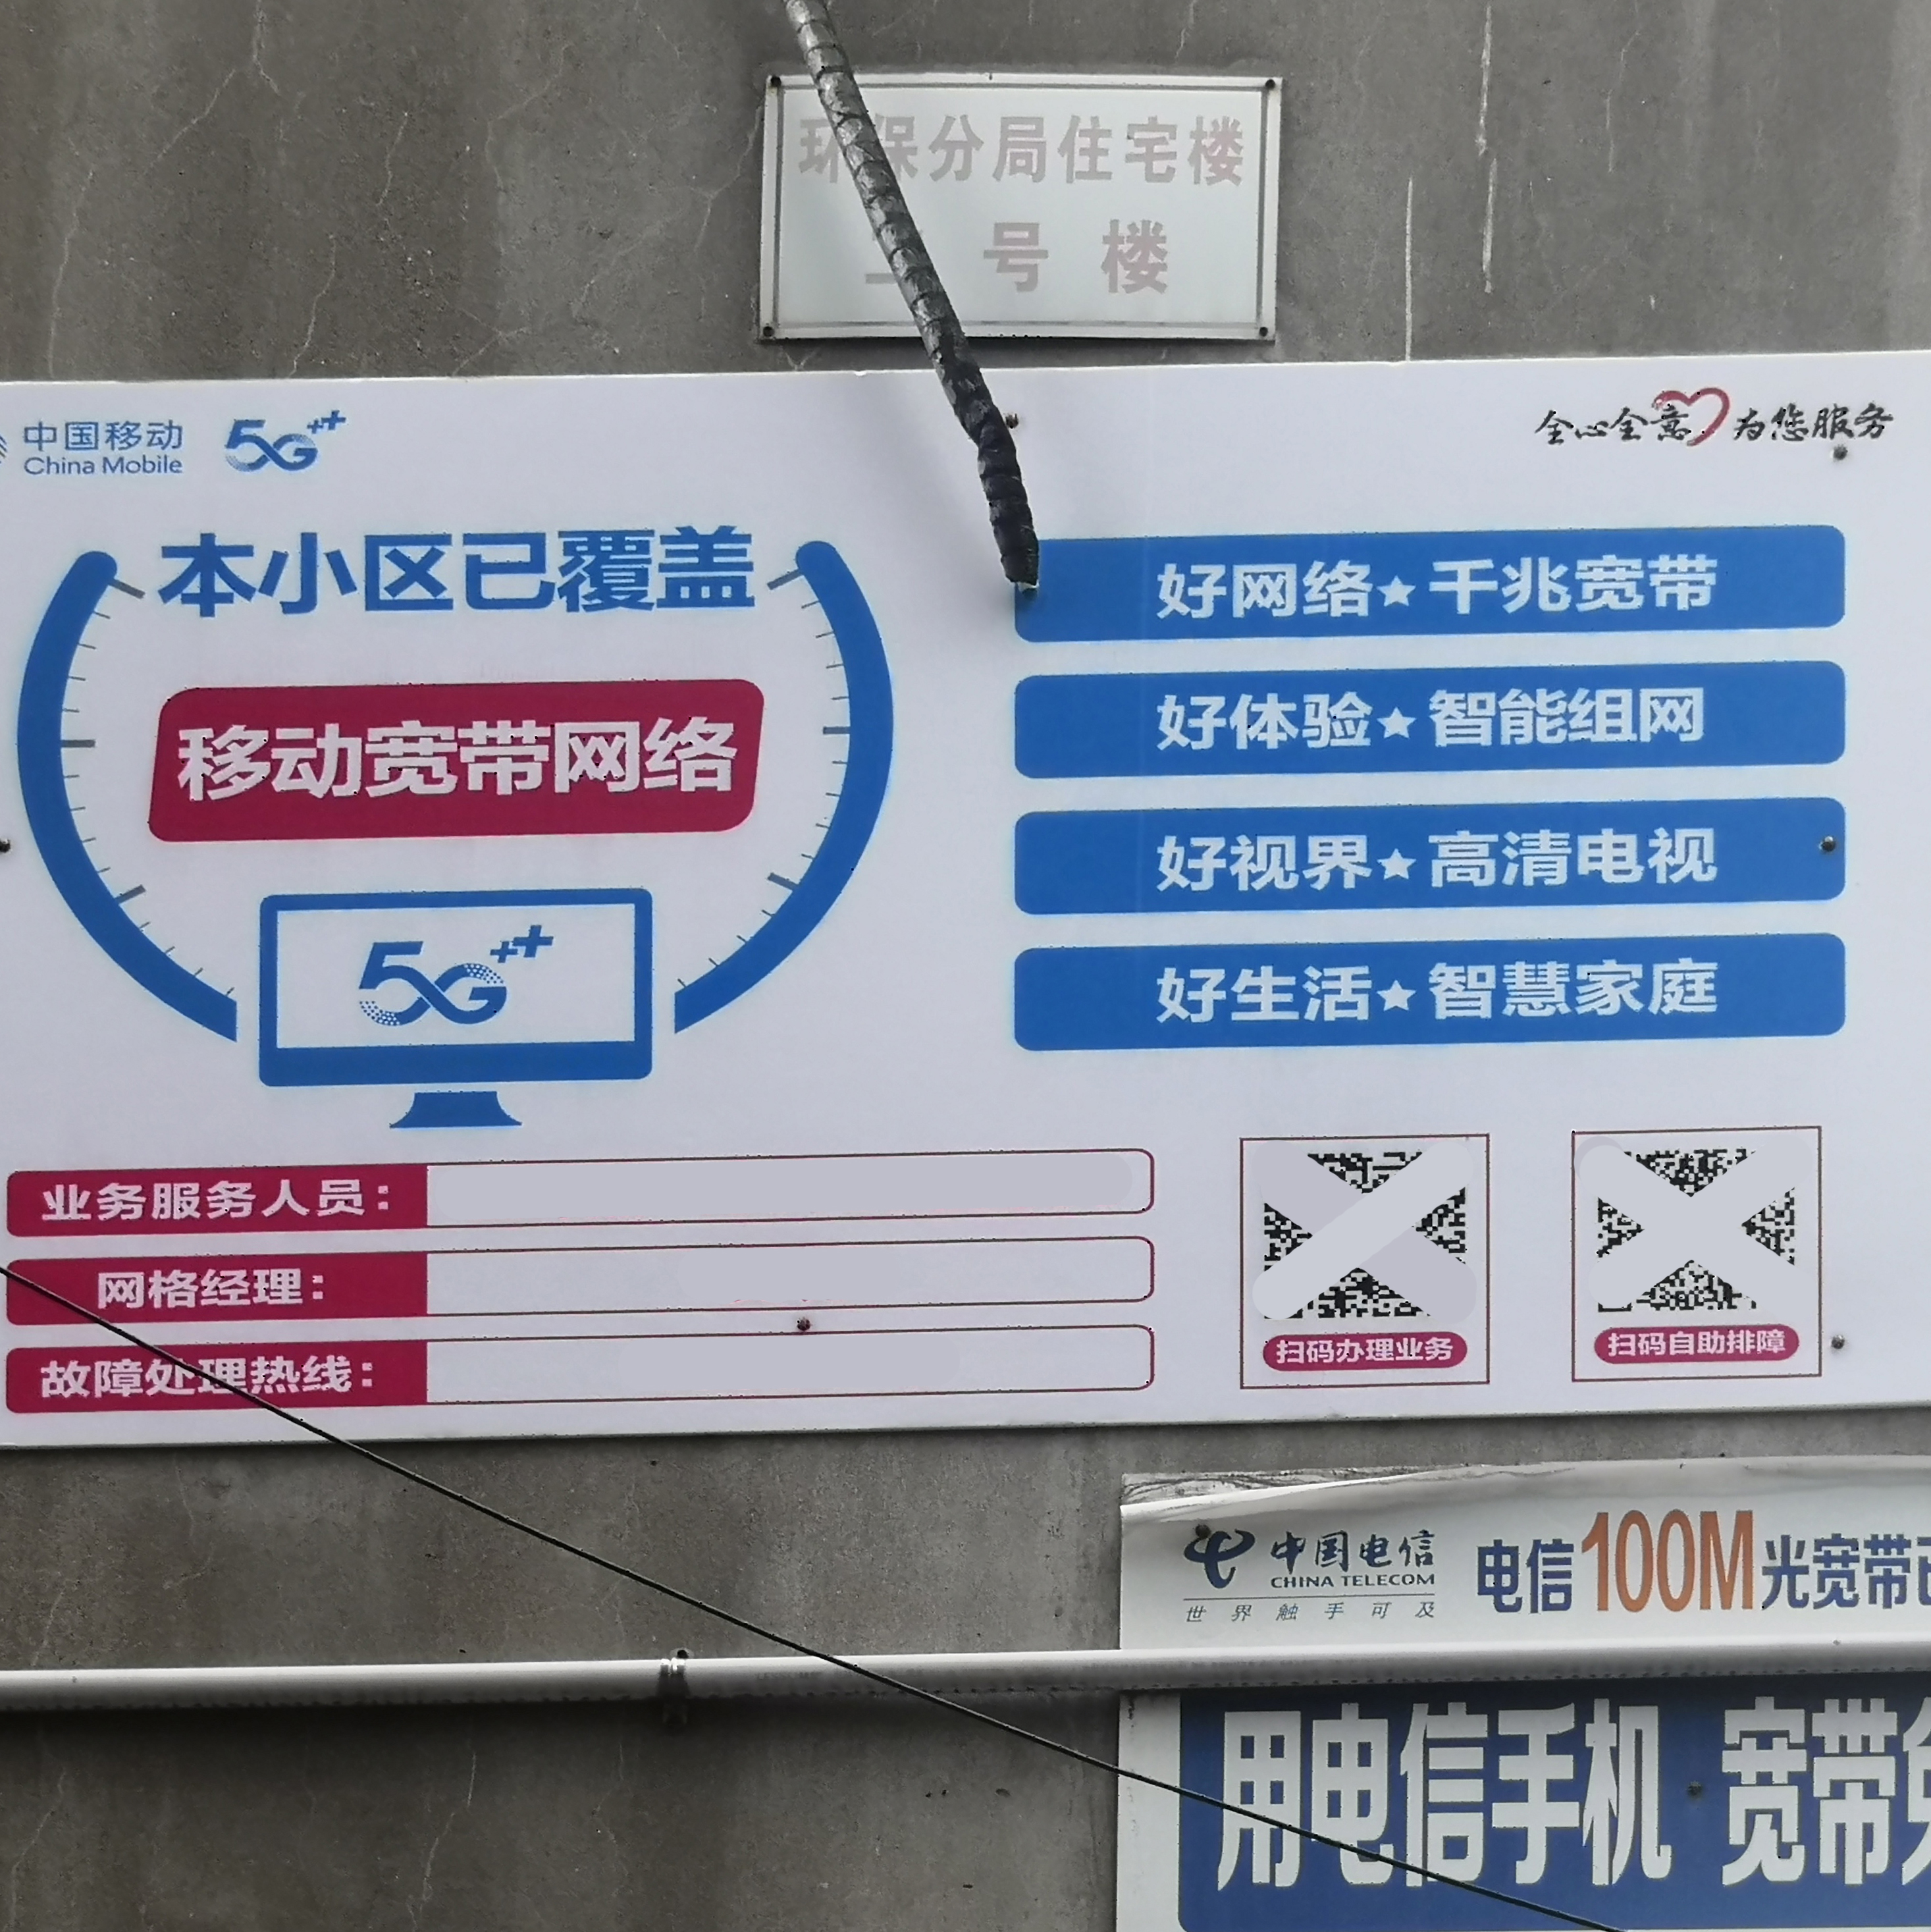 环保分局住宅楼
号楼
中国移动
China Mobile
5G++
全心全意 为您服务
本小区已覆盖
移动宽带网络
5G++
好网络★千兆宽带
好体验★智能组网
好视界★高清电视
好生活★智慧家庭
业务服务人员：
网格经理：
故障处理热线：
扫码办理业务
扫码自助排障
中国电信
CHINA TELECOM
世界触手可及
电信100M光宽带
用电信手机 宽带